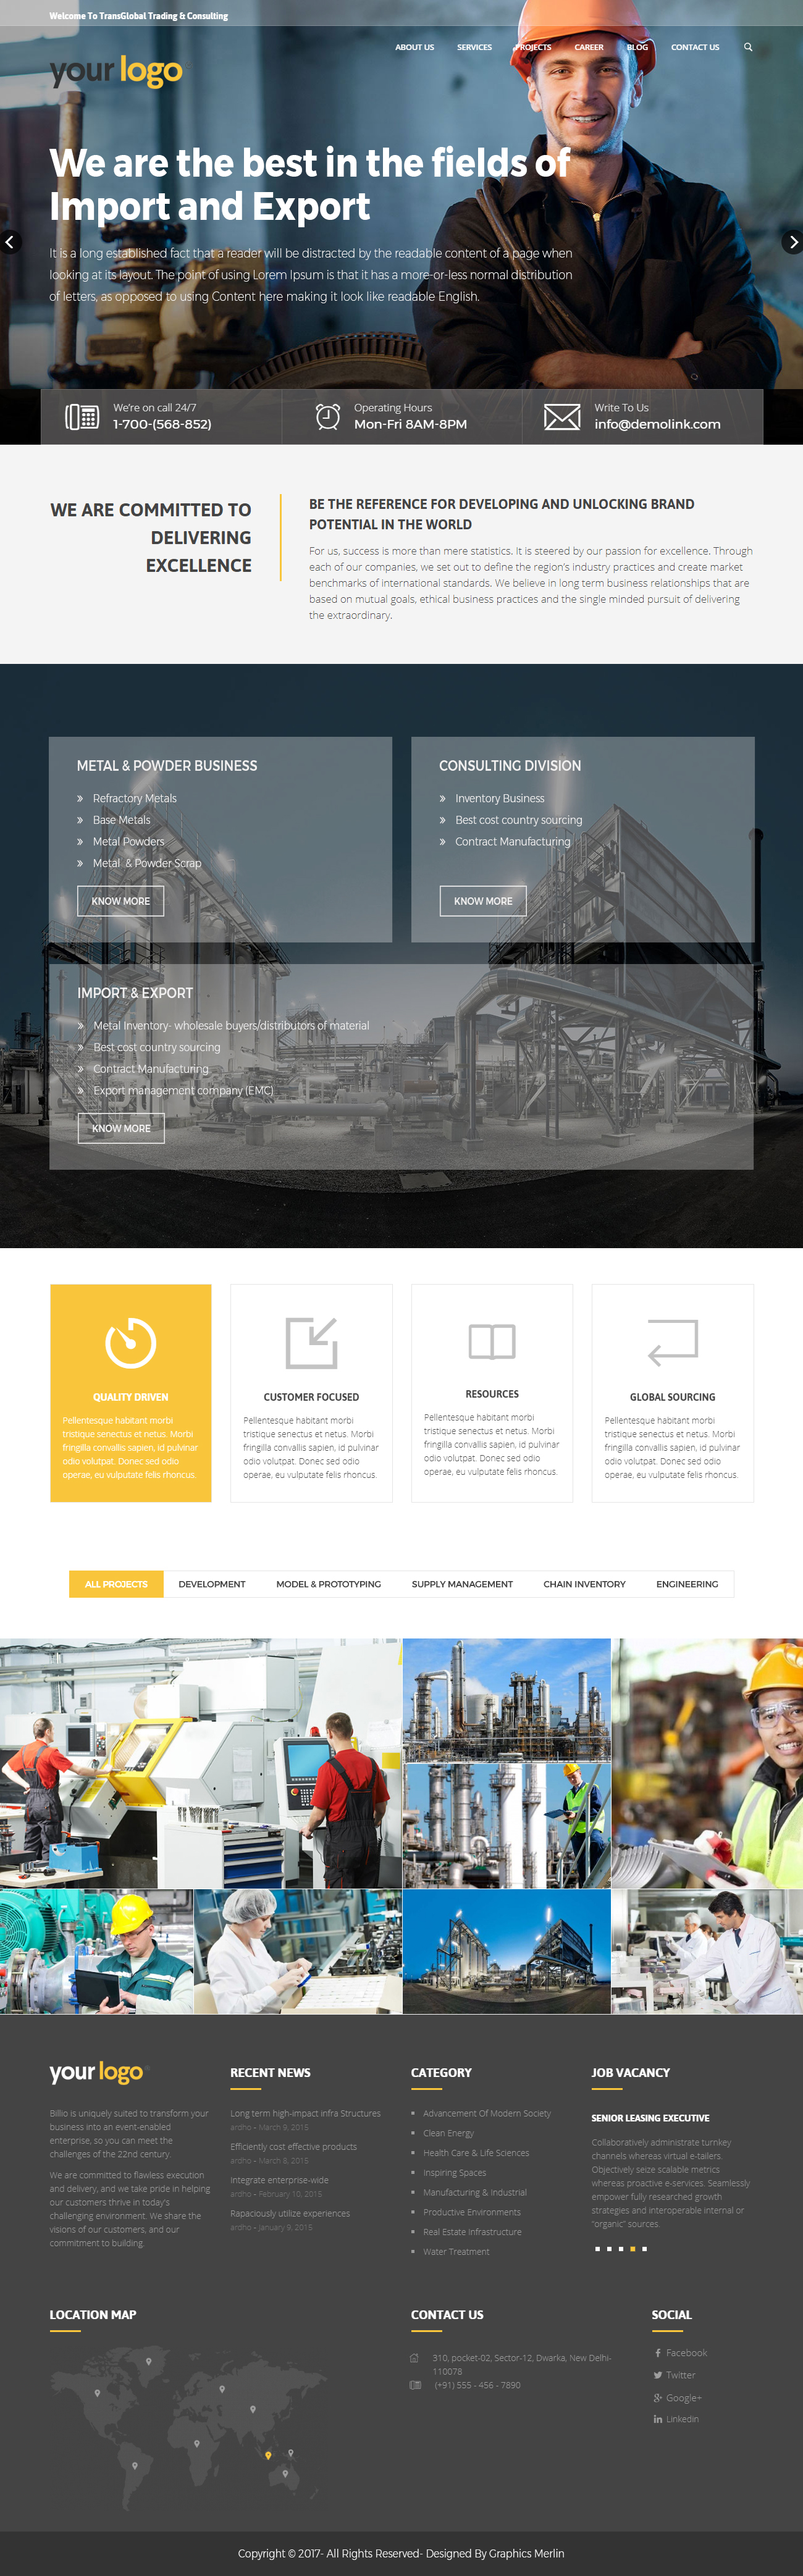 Welcome To TransGlobal Trading & Consulting
ABOUT US SERVICES PROJECTS CAREER BLOG CONTACT US
your logo
We are the best in the fields of
Import and Export
It is a long established fact that a reader will be distracted by the readable content of a page when
looking at its layout. The point of using Lorem Ipsum is that it has a more-or-less normal distribution
of letters, as opposed to using Content here making it look like readable English.
We're on call 24/7
1-700-(568-852)
Operating Hours
Mon-Fri 8AM-8PM
Write To Us
info@demolink.com
WE ARE COMMITTED TO
DELIVERING
EXCELLENCE
BE THE REFERENCE FOR DEVELOPING AND UNLOCKING BRAND
POTENTIAL IN THE WORLD
For us, success is more than mere statistics. It is steered by our passion for excellence. Through
each of our companies, we set out to define the region's industry practices and create market
benchmarks of international standards. We believe in long term business relationships that are
based on mutual goals, ethical business practices and the single minded pursuit of delivering
the extraordinary.
METAL & POWDER BUSINESS
Refractory Metals
Base Metals
Metal Powders
Metal & Powder Scrap
KNOW MORE
CONSULTING DIVISION
Inventory Business
Best cost country sourcing
Contract Manufacturing
KNOW MORE
IMPORT & EXPORT
Metal Inventory- wholesale buyers/distributors of material
Best cost country sourcing
Contract Manufacturing
Export management company (EMC)
KNOW MORE
QUALITY DRIVEN
Pellentesque habitant morbi
tristique senectus et netus. Morbi
fringilla convallis sapien, id pulvinar
odio volutpat. Donec sed odio
operae, eu vulputate felis rhoncus.
CUSTOMER FOCUSED
Pellentesque habitant morbi
tristique senectus et netus. Morbi
fringilla convallis sapien, id pulvinar
odio volutpat. Donec sed odio
operae, eu vulputate felis rhoncus.
RESOURCES
Pellentesque habitant morbi
tristique senectus et netus. Morbi
fringilla convallis sapien, id pulvinar
odio volutpat. Donec sed odio
operae, eu vulputate felis rhoncus.
GLOBAL SOURCING
Pellentesque habitant morbi
tristique senectus et netus. Morbi
fringilla convallis sapien, id pulvinar
odio volutpat. Donec sed odio
operae, eu vulputate felis rhoncus.
ALL PROJECTS DEVELOPMENT MODEL & PROTOTYPING SUPPLY MANAGEMENT CHAIN INVENTORY ENGINEERING
your logo
Billio is uniquely suited to transform your
business into an event-enabled
enterprise, so you can meet the
challenges of the 22nd century.
We are committed to flawless execution
and delivery, and we take pride in helping
our customers thrive in today's
challenging environment. We share the
visions of our customers, and our
commitment to building.
RECENT NEWS
Long term high-impact infra Structures
ardho - March 9, 2015
Efficiently cost effective products
ardho - March 8, 2015
Integrate enterprise-wide
ardho - February 10, 2015
Rapaciously utilize experiences
ardho - January 9, 2015
CATEGORY
Advancement Of Modern Society
Clean Energy
Health Care & Life Sciences
Inspiring Spaces
Manufacturing & Industrial
Productive Environments
Real Estate Infrastructure
Water Treatment
JOB VACANCY
SENIOR LEASING EXECUTIVE
Collaboratively administrate turnkey
channels whereas virtual e-tailers.
Objectively seize scalable metrics
whereas proactive e-services. Seamlessly
empower fully researched growth
strategies and interoperable internal or
"organic" sources.
LOCATION MAP
CONTACT US
310, pocket-02, Sector-12, Dwarka, New Delhi-
110078
(+91) 555 - 456 - 7890
SOCIAL
Facebook
Twitter
Google+
Linkedin
Copyright © 2017- All Rights Reserved- Designed By Graphics Merlin